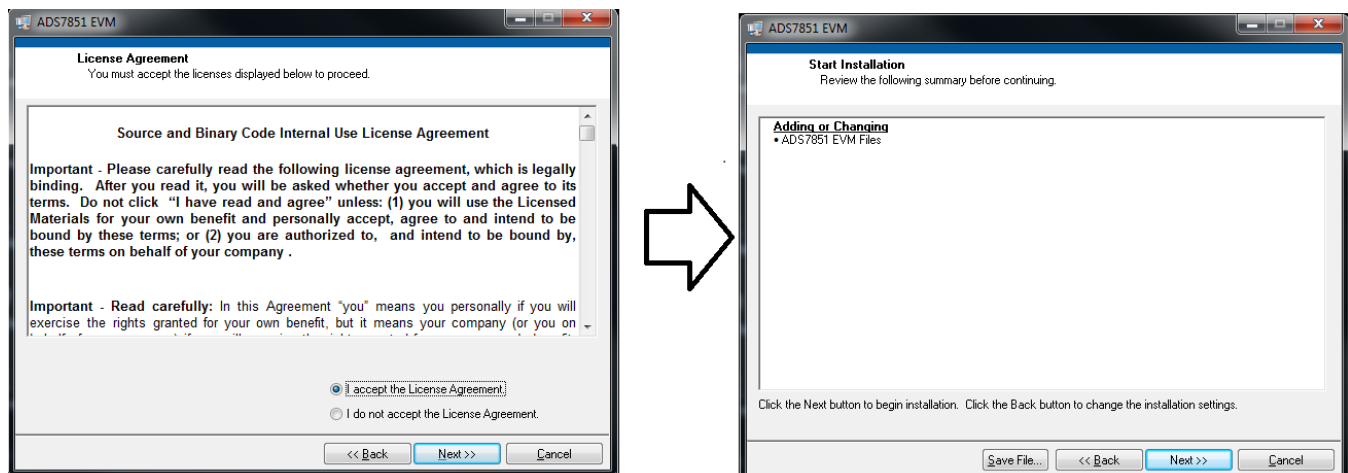 ADS7851 EVM
License Agreement
You must accept the licenses displayed below to proceed.
Source and Binary Code Internal Use License Agreement
Important - Please carefully read the following license agreement, which is legally
binding. After you read it, you will be asked whether you accept and agree to its
terms. Do not click “I have read and agree” unless: (1) you will use the Licensed
Materials for your own benefit and personally accept, agree to and intend to be
bound by these terms; or (2) you are authorized to, and intend to be bound by,
these terms on behalf of your company .
Important - Read carefully: In this Agreement “you” means you personally if you will
exercise the rights granted for your own benefit, but it means your company (or you on
I accept the License Agreement.
I do not accept the License Agreement.
<< Back
Next >>
Cancel
ADS7851 EVM
Start Installation
Review the following summary before continuing.
Adding or Changing
• ADS7851 EVM Files
Click the Next button to begin installation. Click the Back button to change the installation settings.
Save File...
<< Back
Next >>
Cancel